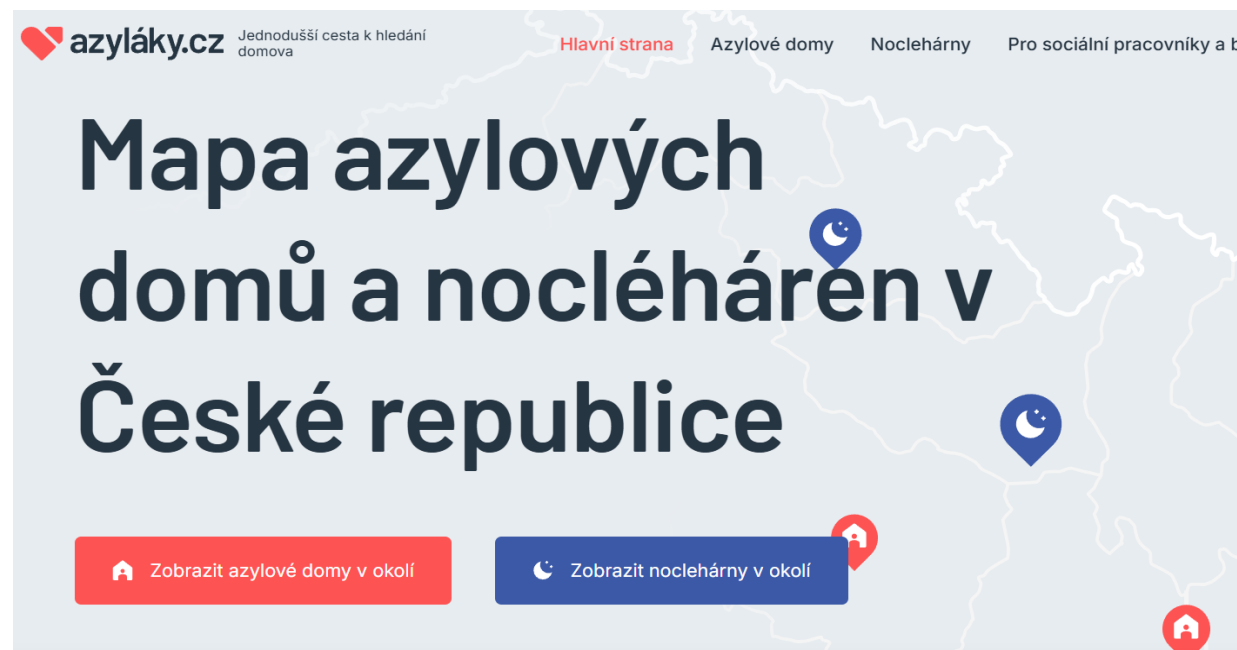 azyláky.cz
Jednodušší cesta k hledání
domova
Hlavní strana
Azylové domy
Noclehárny
Pro sociální pracovníky a
Mapa azylových
domů a nocléháren v
České republice
Zobrazit azylové domy v okolí
Zobrazit noclehárny v okolí